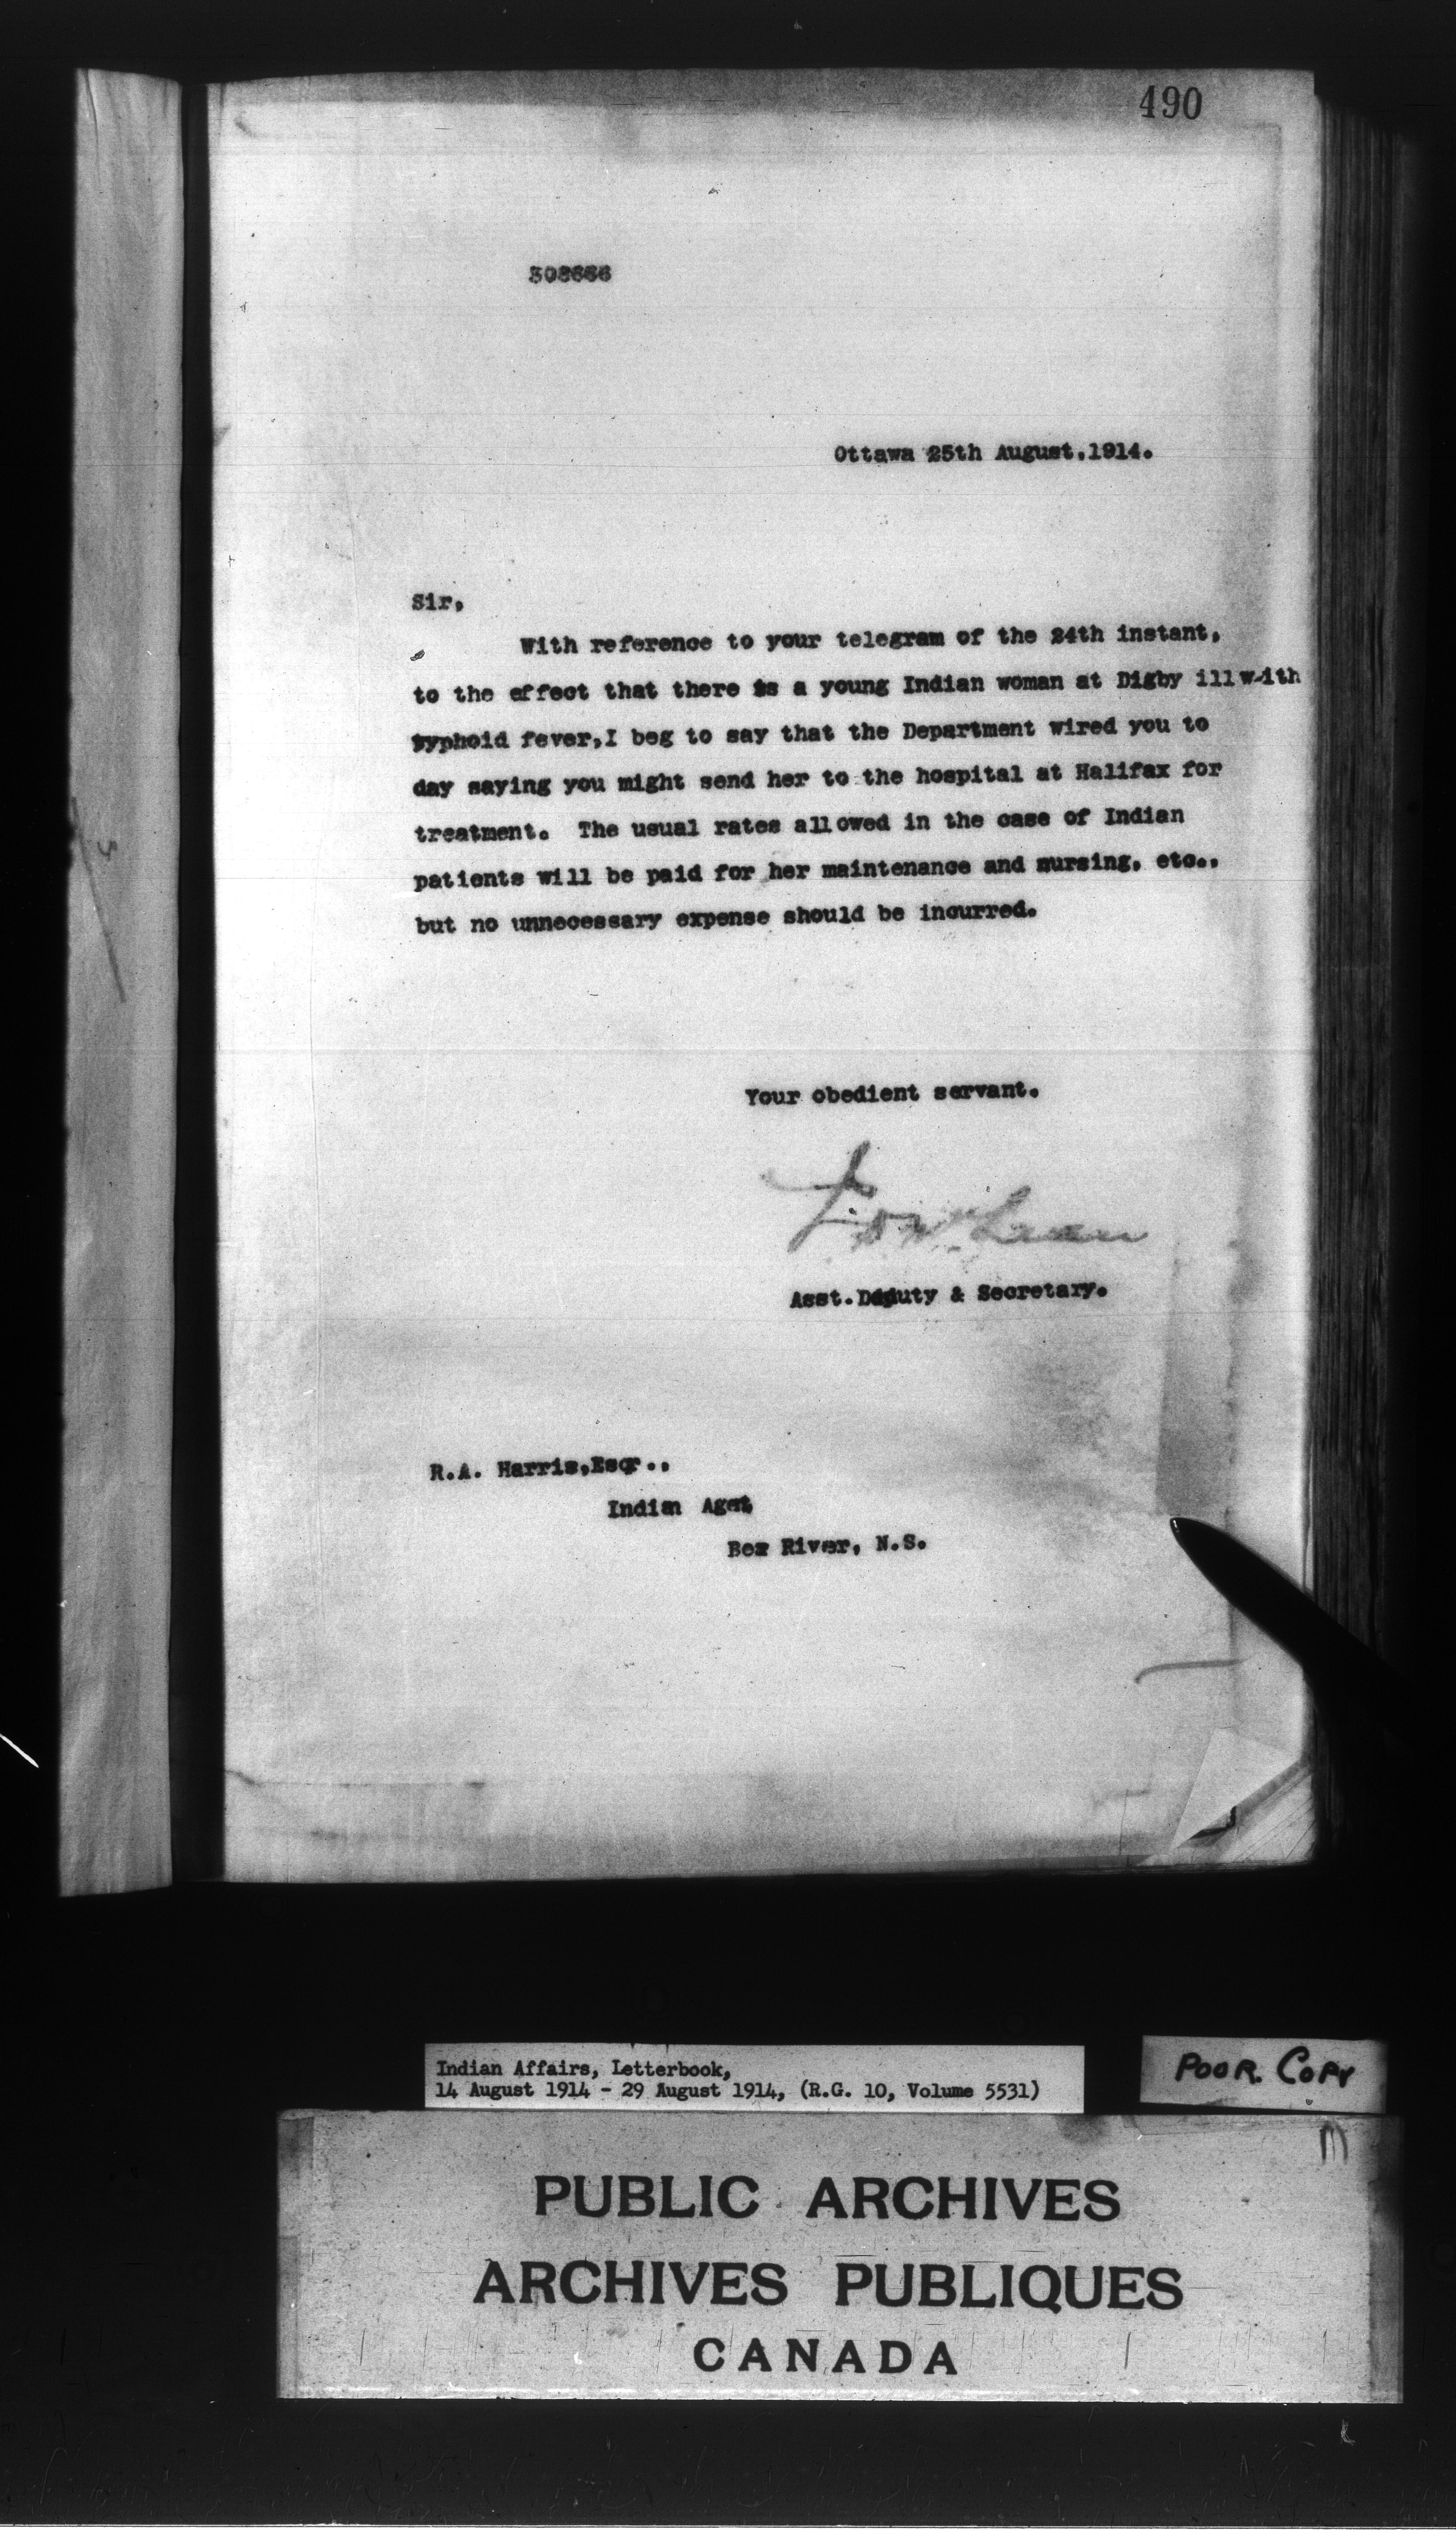 490
308666
Ottawa 25th August.1914.
Sir,
With reference to your telegram of the 24th instant,
to the effect that there is a young Indian woman at Digby ill w-ith
typhoid fever,I beg to say that the Department wired you to
day saying you might send her to the hospital at Halifax for
treatment. The usual rates allowed in the case of Indian
patients will be paid for her maintenance and nursing, etc.,
but no unnecessary expense should be incurred.
Your obedient servant.
Asst.Deputy & Secretary.
R.A. Harris,Esqr..
Indian Aget
River, N.S.
Indian Affairs, Letterbook,
14 August 1914 - 29 August 1914, (R.G. 10, Volume 5531)
POOR. COPY
m
PUBLIC ARCHIVES
ARCHIVES PUBLIQUES
CANADA